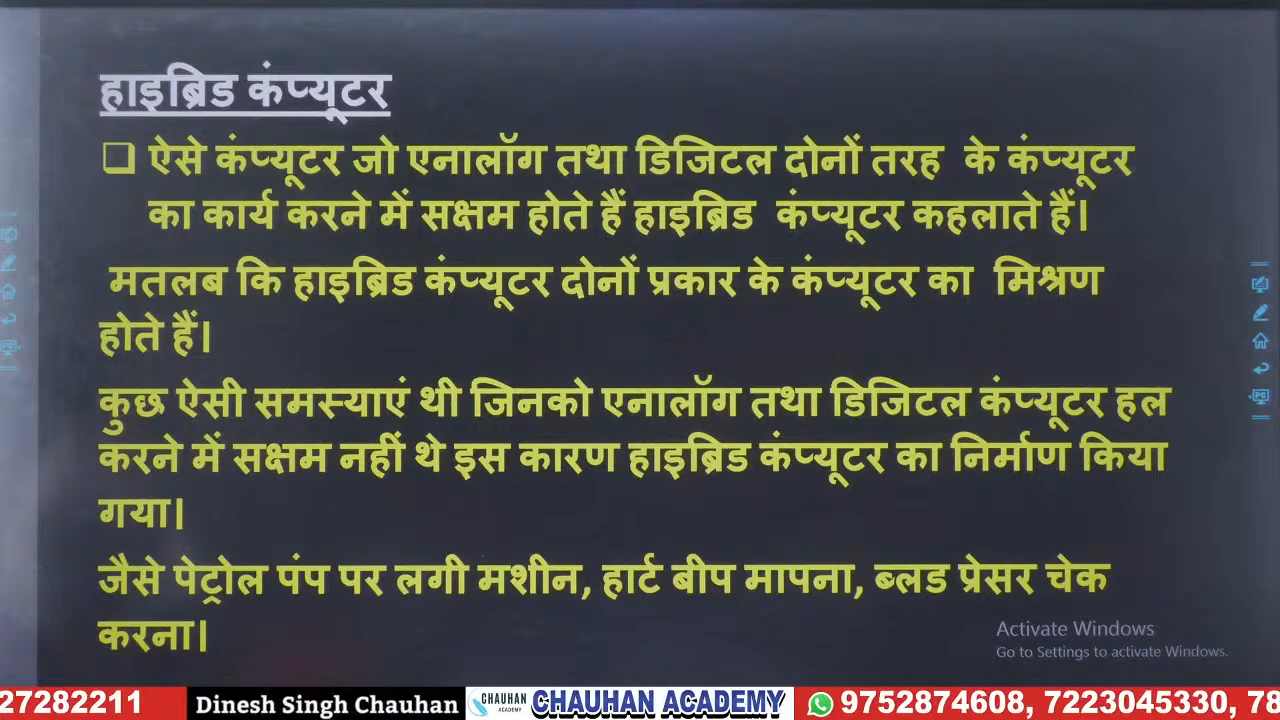 हाइब्रिड कंप्यूटर
❑ ऐसे कंप्यूटर जो एनालॉग तथा डिजिटल दोनों तरह के कंप्यूटर
का कार्य करने में सक्षम होते हैं हाइब्रिड कंप्यूटर कहलाते हैं।
मतलब कि हाइब्रिड कंप्यूटर दोनों प्रकार के कंप्यूटर का मिश्रण
होते हैं।
कुछ ऐसी समस्याएं थी जिनको एनालॉग तथा डिजिटल कंप्यूटर हल
करने में सक्षम नहीं थे इस कारण हाइब्रिड कंप्यूटर का निर्माण किया
गया।
जैसे पेट्रोल पंप पर लगी मशीन, हार्ट बीप मापना, ब्लड प्रेसर चेक
करना।
Activate Windows
Go to Settings to activate Windows.
27282211 Dinesh Singh Chauhan CHAUHAN ACADEMY CHAUHAN ACADEMY 9752874608, 7223045330, 78